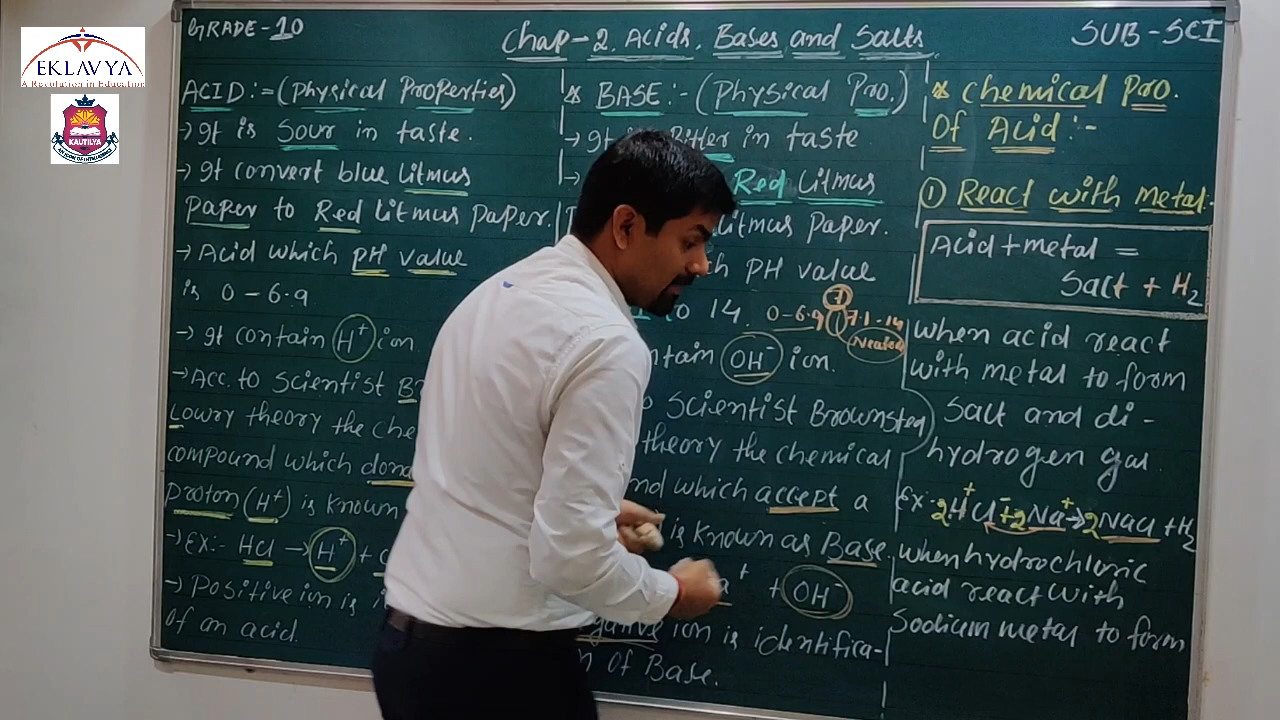 EKLAVYA
A Revolution in Education
KAUTILYA
GRADE-10
Chap-2. Acids, Bases and Salts
SUB-SCI
ACID:-(Physical Properties)
→ It is Sour in taste.
→ It convert blue litmus
Paper to Red litmus paper.
→ Acid which pH value
is 0-6.9
→ It contain H+ ion
→ Acc. to Scientist
Lowry theory the
compound which
Proton (H+) is known
→ Ex:- HCl → H+ +
→ Positive ion is
Of an acid.
* BASE:-(Physical Pro.)
→ It Bitter in taste
→ Red Litmus
litmus Paper.
PH value
to 14. 0-6.9 7 7.1-14
OH- ion.
Scientist Brownsted
theory the chemical
which accept a
is known as Base.
+ OH-
ion is identifica-
of Base.
* Chemical Pro.
Of Acid:-
① React with metal:
Acid+metal =
Salt + H2
when acid react
with metal to form
Salt and di-
hydrogen gas
Ex. 2H+Cl- + 2Na+ → 2NaCl + H2
when hydrochloric
acid react with
Sodium metal to form